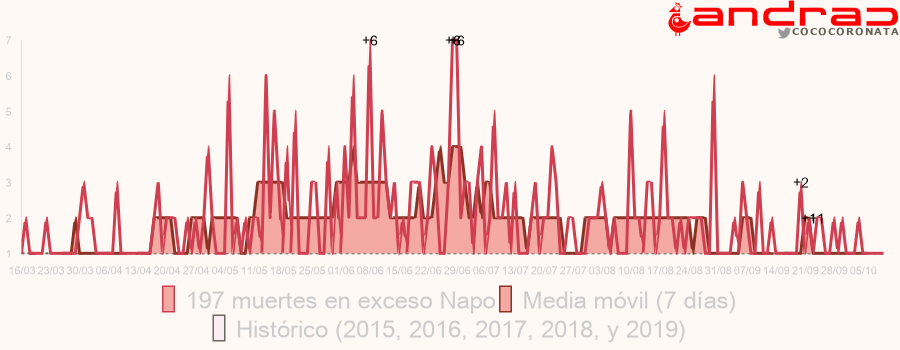 andrad
COCOCORONATA
7
6
5
4
3
2
1
+6
+6
+6
+2
+1
+1
16/03 23/03 30/03 06/04 13/04 20/04 27/04 04/05 11/05 18/05 25/05 01/06 08/06 15/06 22/06 29/06 06/07 13/07 20/07 27/07 03/08 10/08 17/08 24/08 31/08 07/09 14/09 21/09 28/09 05/10
197 muertes en exceso Napo Media móvil (7 días)
Histórico (2015, 2016, 2017, 2018, y 2019)